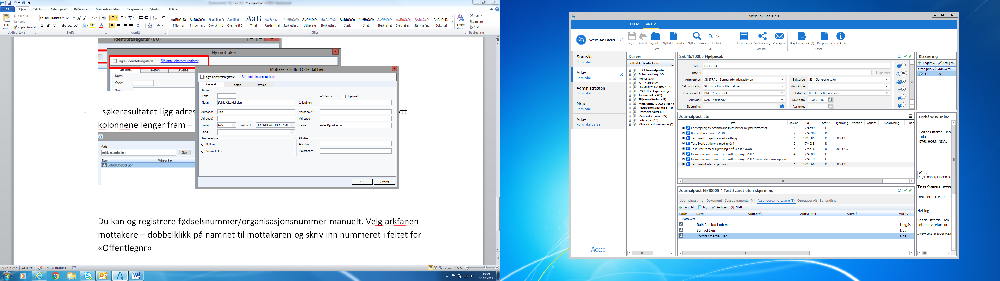 SvarUt - Microsoft Word
Fil Hjem Sett inn Sideoppsett Referanser Masseutsendelser Se gjennom Visning Utvikler
Lim inn
Klipp ut
Kopier
Kopier format
Utklippstavle
Calibri (Brødtek 12
Skrift
Avsnitt
AaBbCcDc AaBbCcDc AaBbC AaBbCc AaB AaBbCc. AaBbCcDc AaBbCcDc AaBbCcDc AaBbCcDc AaBbCcDc AaBbCcDc AaBbCcDc AaBbCcDc AaBbCcDc
¶ Normal ¶ Ingen m... Overskrift 1 Overskrift 2 Tittel Undertittel Svak uthe... Utheving Sterk uthe... Sterk Sitat Sterkt sitat Svak refer... Sterk refer... Boktittel
Stiler
Endre stiler
Søk
Erstatt
Velg
Redigering
Identitetsregister (I/U)
Ny mottaker
Lagre i identitetsregisteret Slå opp i eksternt register
Generelt Telefon Diverse
Navn
Kode:
Navn:
Mottaker - Solfrid Otterdal Lien
Lagre i identitetsregisteret Slå opp i eksternt register
Generelt Telefon Diverse
Navn
Kode: Person Skjermet
Navn: Solfrid Otterdal Lien Offentlignr:
Adresse: Lida Adresse 2:
Adresse3: Adresse4:
Postnr: 6763 Poststed: HORNINDAL (NO-6763) E-post: sotterli@online.no
Land:
Mottakertype Att./Ref.
Mottaker Attention:
Kopimottaker Referanse:
Ok Avbryt
- I søkeresultatet ligg adres ytt
kolonnene lenger fram –
Søk:
solfrid otterdal lien Søk
Navn Virksomhet
Solfrid Otterdal Lien
- Du kan og registrere fødselsnummer/organisasjonsnummer manuelt. Velg arkfanen
mottakere – dobbelklikk på namnet til mottakaren og skriv inn nummeret i feltet for
«Offentlegnr»
Side: 2 av 2 Ord: 294 Norsk (nynorsk) 227 %
15:09
26.10.2017
WebSak Basis 7.0
HJEM ARKIV
WebSak Basis
Lagre Avbryt Ny sak Nytt dokument
Hjem
Nytt arkivsøk Søk
Enkeltsøk...
Søk
Skjermflate Vis fordeling Vis e-post
Visning
Utsjekkede dok. (0) Rapporter Om Arkiv
Annet
Startside
Hornindal
Arkiv
Hornindal
Administrasjon
Hornindal
Møte
Hornindal
Arkiv
Hornindal 01-16
Acos
Kurver
Solfrid Otterdal Lien
BEST Journalposter
Til behandling (2/0)
Kopier (2/0)
X. Restanse (2/0)
Sak ønskes avsluttet (4/0)
SVARUT - Ekspederinger be
Tomme saker (28)
Til journalføring (12)
Midl. unntatt (XX) etter 4 c
Reserverte saker (til B) (8)
Ufordelte saker (2)
Mine aktive saker (24)
Siste saker (10)
Mine siste dokumenter (8)
Sak 16/10005 Hjelpesak
Tittel: Hjelpesak
Tittel2: Skjermet
Adm.enhet: SENTRAL - Sentraladministrasjonen Sakstype: GS - Generelle saker
Saksansvarlig: SOLI - Solfrid Otterdal Lien Avgj.kode:
Journalenhet: PM - Postmottak Sakstatus: B - Under Behandling
Arkivdel: SAK - Saksarkiv Saksdato: 29.08.2016
Skjerming: Avsluttet:
0
576
0
0
Klassering
Legg til... Rediger...
Ordn.prin... Ordn.verdi
FE 000
Journalpostliste
Tittel Dok.nr Id JP Status Skjerming Versjon Variant Avskrivning Bes
Kartlegging av brannøvingsplasser for miljødirektoratet 8 17/4699 E
Budsjett revisjonen 2018 7 17/4696 R
Test SvarUt skjerma med vedlegg 6 17/4685 R UO-1 §...
Test SvarUt skjerma med nivå 4 5 17/4683 E
Test SvarUt med skjerming nivå 3 eller lavare 4 17/4676 R UO-1 §...
Hornindal kommune - særskilt brannsyn 2017 4 17/4680 E
Hornindal kommune - særskilt brannsyn 2017 Hornindal omsorgssen... 3 17/4679 E
Test Svarut uten skjerming 1 17/4668 R UO-1 §...
Journalpost 16/10005-1 Test Svarut uten skjerming
Journalpostinfo Dokument Saksdokumenter (4) Avsendere/mottakere (3) Oppgaver (0) Behandling
Legg til... Ny... Rediger... Slett
Kode Navn Adm.nivå Adm.enhet Attention Adresse
Mottakere
Ruth Berstad Lødemel Langåser
Samuel Lien Lida
Solfrid Otterdal Lien Lida
Forhåndsvisning...
Solfrid Otterdal Lien
Lida
6763 HORNINDAL
Vår ref:
16/10005-1/ FE-000 SO
Test Svarut uten
Dette er berre ein tes
Helsing
Solfrid Otterdal Lien
Leiar servicekontor
Dokumentet er elektronisk